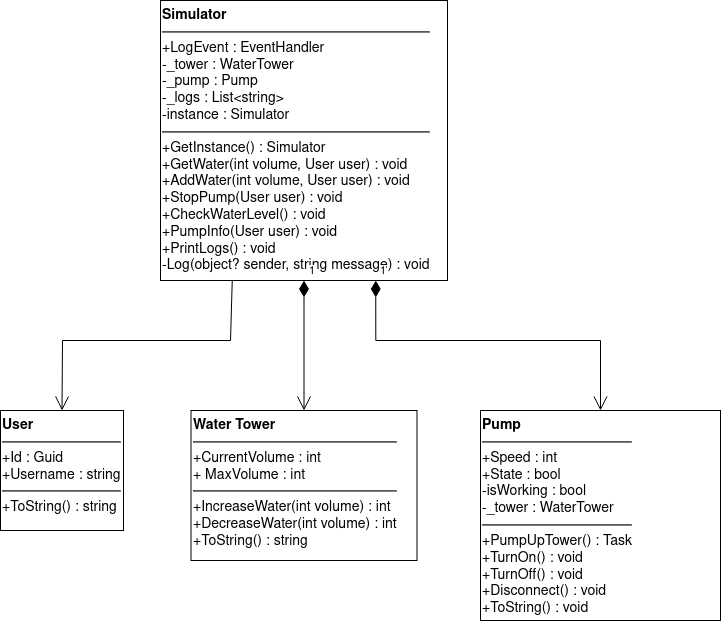 Simulator
+LogEvent : EventHandler
-_tower : WaterTower
-_pump : Pump
-_logs : List<string>
-instance : Simulator
+GetInstance() : Simulator
+GetWater(int volume, User user) : void
+AddWater(int volume, User user) : void
+StopPump(User user) : void
+CheckWaterLevel() : void
+PumpInfo(User user) : void
+PrintLogs() : void
-Log(object? sender, string message) : void
1
1
User
+Id : Guid
+Username : string
+ToString() : string
Water Tower
+CurrentVolume : int
+ MaxVolume : int
+IncreaseWater(int volume) : int
+DecreaseWater(int volume) : int
+ToString() : string
Pump
+Speed : int
+State : bool
-isWorking : bool
-_tower : WaterTower
+PumpUpTower() : Task
+TurnOn() : void
+TurnOff() : void
+Disconnect() : void
+ToString() : void